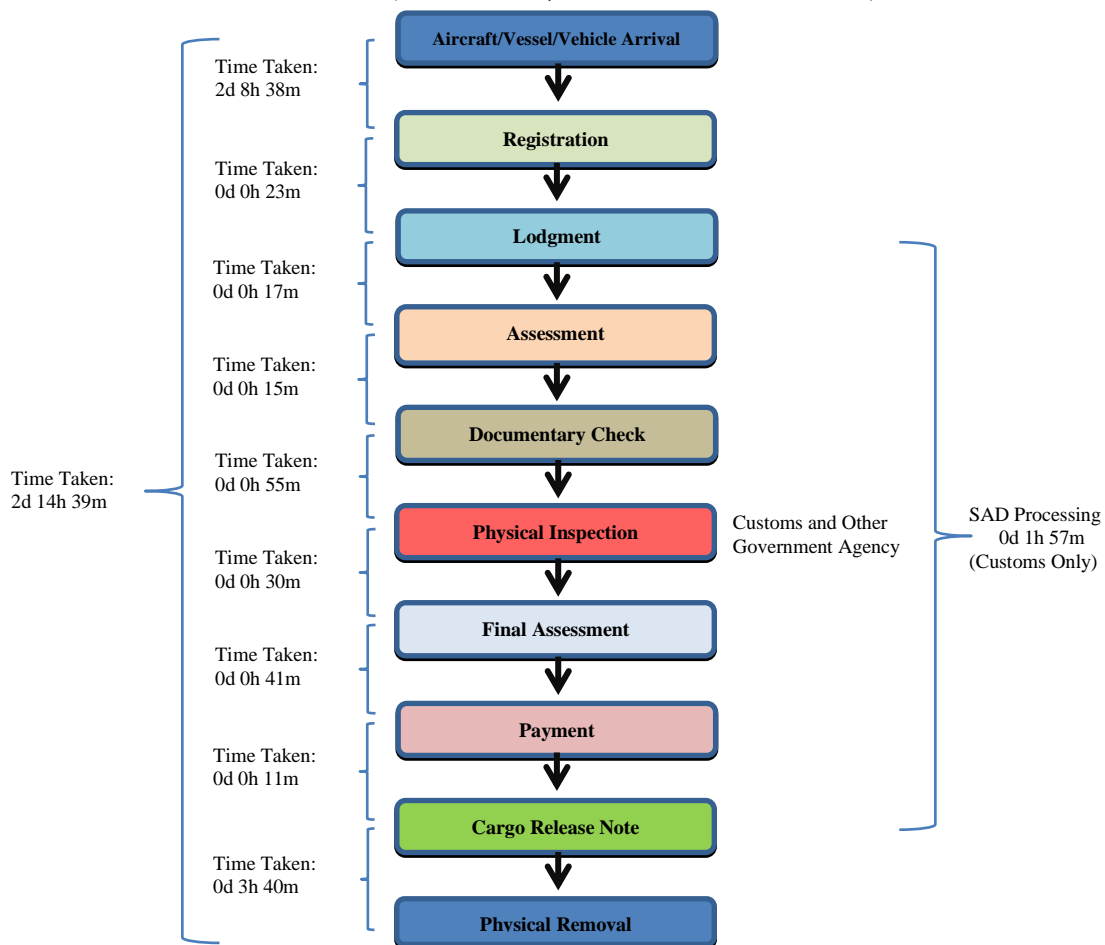 Aircraft/Vessel/Vehicle Arrival
Time Taken:
2d 8h 38m
Registration
Time Taken:
0d 0h 23m
Lodgment
Time Taken:
0d 0h 17m
Assessment
Time Taken:
0d 0h 15m
Documentary Check
Time Taken:
0d 0h 55m
Time Taken:
2d 14h 39m
Physical Inspection
Customs and Other
Government Agency
SAD Processing
0d 1h 57m
(Customs Only)
Time Taken:
0d 0h 30m
Final Assessment
Time Taken:
0d 0h 41m
Payment
Time Taken:
0d 0h 11m
Cargo Release Note
Time Taken:
0d 3h 40m
Physical Removal